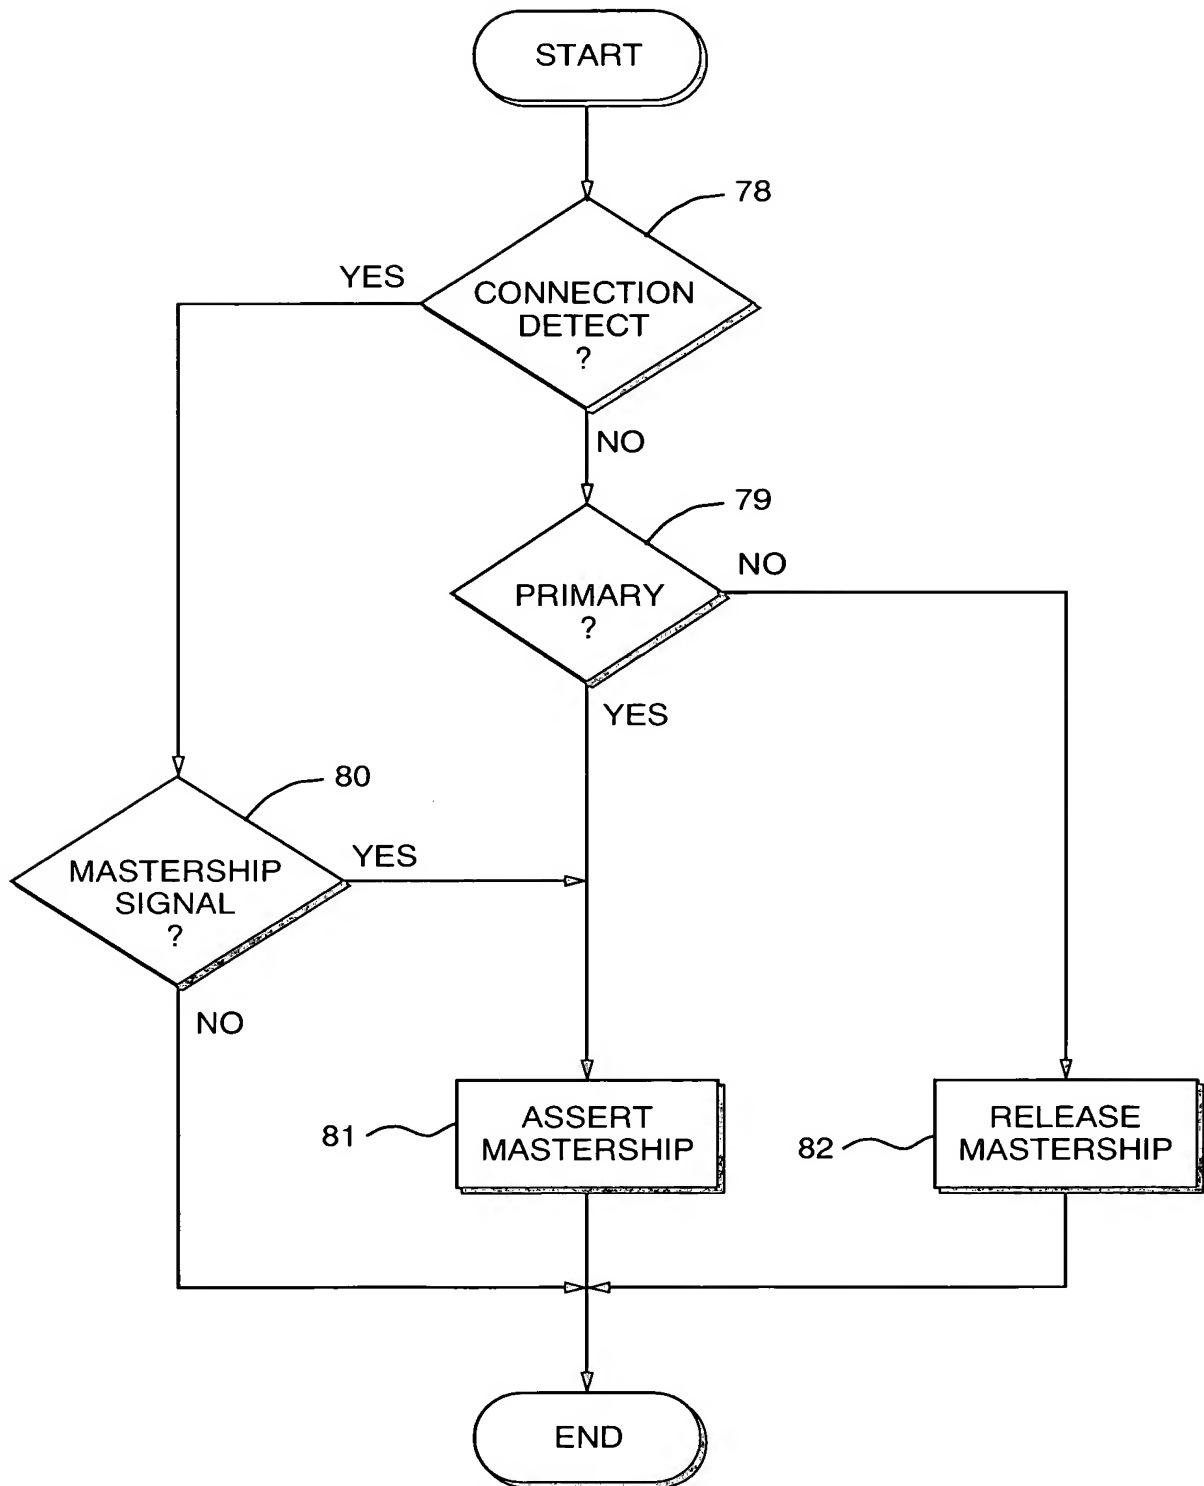 START
78
YES
CONNECTION
DETECT
?
NO
79
NO
PRIMARY
?
YES
80
YES
MASTERSHIP
SIGNAL
?
NO
81
ASSERT
MASTERSHIP
82
RELEASE
MASTERSHIP
END